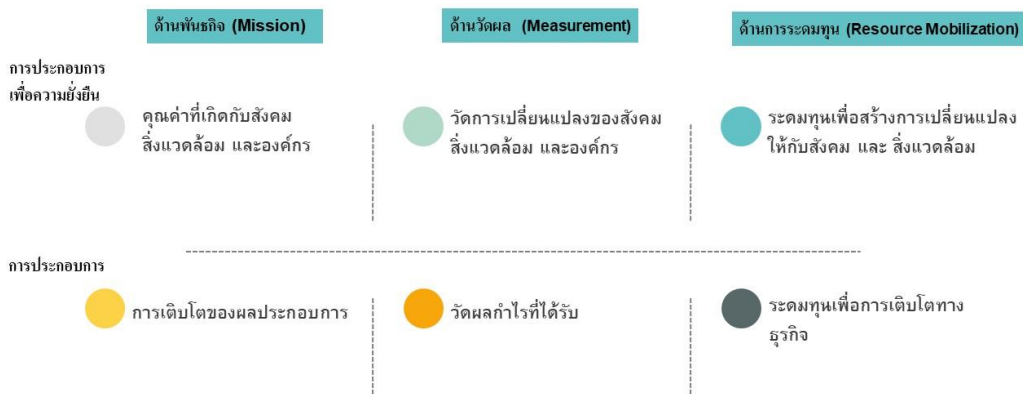 ด้านพันธกิจ (Mission)
ด้านวัดผล (Measurement)
ด้านการระดมทุน (Resource Mobilization)
การประกอบการ
เพื่อความยั่งยืน
คุณค่าที่เกิดกับสังคม
สิ่งแวดล้อม และองค์กร
วัดการเปลี่ยนแปลงของสังคม
สิ่งแวดล้อม และองค์กร
ระดมทุนเพื่อสร้างการเปลี่ยนแปลง
ให้กับสังคม และ สิ่งแวดล้อม
การประกอบการ
การเติบโตของผลประกอบการ
วัดผลกำไรที่ได้รับ
ระดมทุนเพื่อการเติบโตทาง
ธุรกิจ